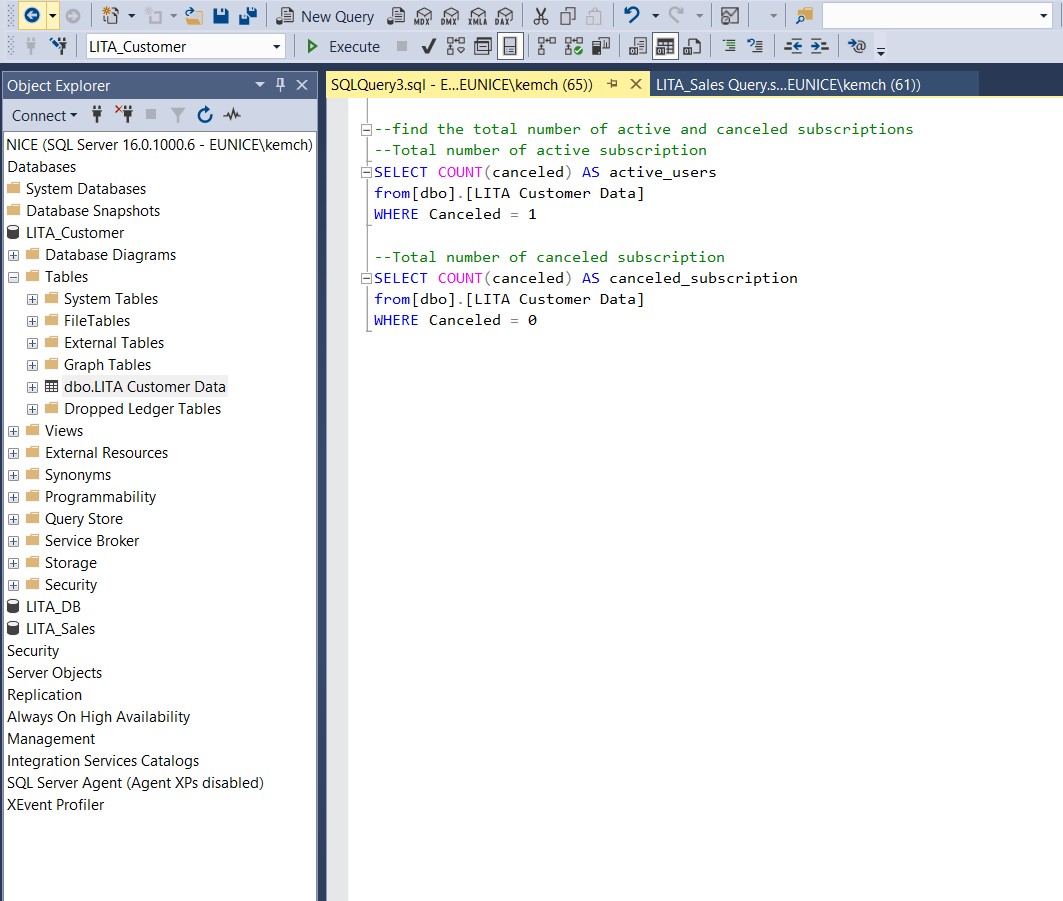 New Query
MDX
DMX
XMLA
DAX
LITA_Customer
Execute
Object Explorer
Connect
NICE (SQL Server 16.0.1000.6 - EUNICE\kemch)
Databases
System Databases
Database Snapshots
LITA_Customer
Database Diagrams
Tables
System Tables
FileTables
External Tables
Graph Tables
dbo.LITA Customer Data
Dropped Ledger Tables
Views
External Resources
Synonyms
Programmability
Query Store
Service Broker
Storage
Security
LITA_DB
LITA_Sales
Security
Server Objects
Replication
Always On High Availability
Management
Integration Services Catalogs
SQL Server Agent (Agent XPs disabled)
XEvent Profiler
SQLQuery3.sql - E...EUNICE\kemch (65))
LITA_Sales Query.s...EUNICE\kemch (61))
--find the total number of active and canceled subscriptions
--Total number of active subscription
SELECT COUNT(canceled) AS active_users
from[dbo].[LITA Customer Data]
WHERE Canceled = 1
--Total number of canceled subscription
SELECT COUNT(canceled) AS canceled_subscription
from[dbo].[LITA Customer Data]
WHERE Canceled = 0